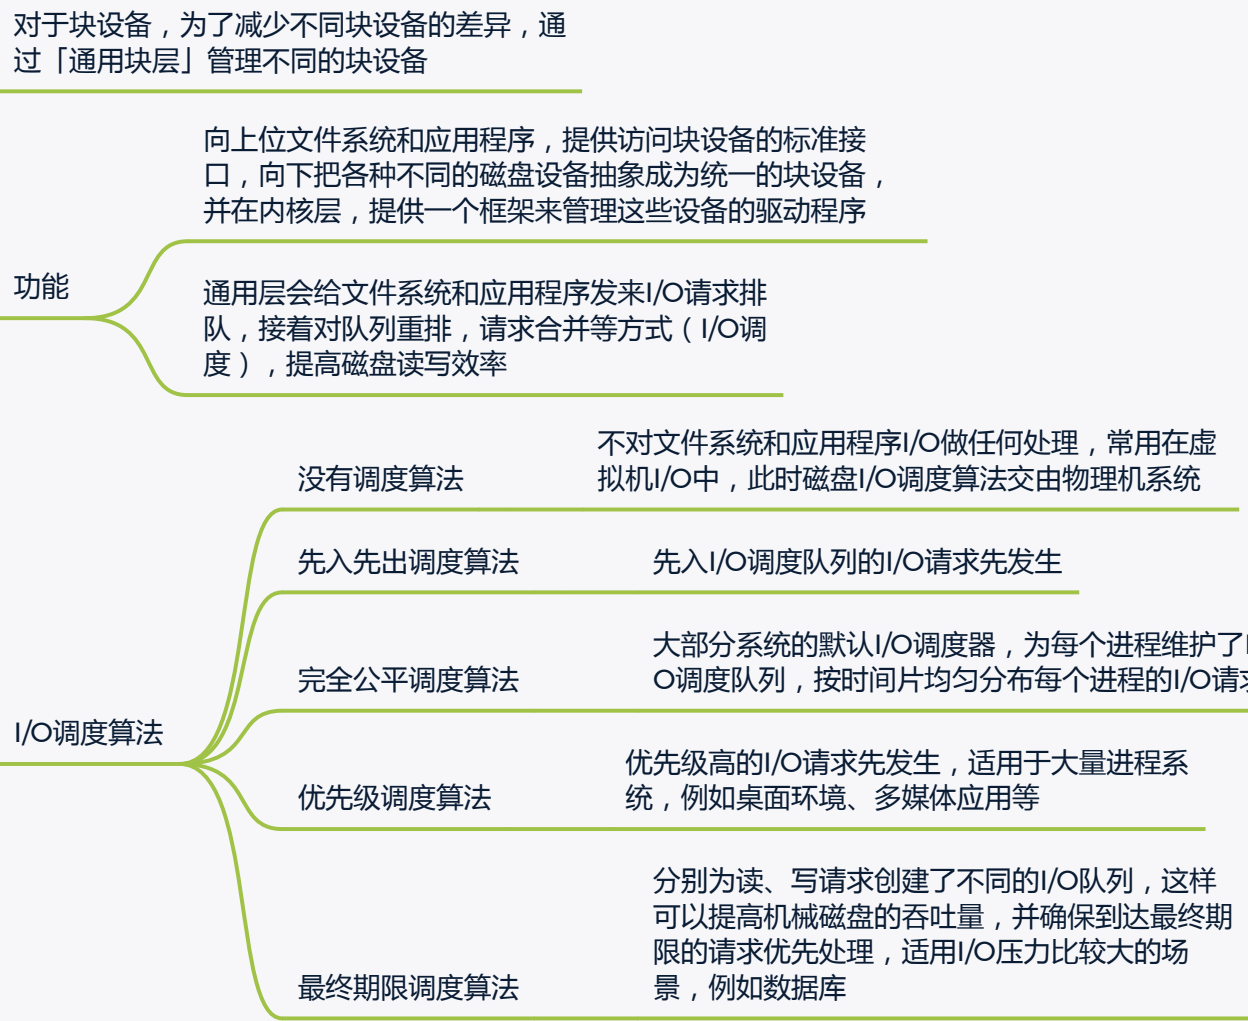 对于块设备，为了减少不同块设备的差异，通
过「通用块层」管理不同的块设备
向上位文件系统和应用程序，提供访问块设备的标准接
口，向下把各种不同的磁盘设备抽象成为统一的块设备，
并在内核层，提供一个框架来管理这些设备的驱动程序
功能
通用层会给文件系统和应用程序发来I/O请求排
队，接着对队列重排，请求合并等方式（I/O调
度），提高磁盘读写效率
不对文件系统和应用程序I/O做任何处理，常用在虚
没有调度算法
拟机I/O中，此时磁盘I/O调度算法交由物理机系统
先入先出调度算法
先入I/O调度队列的I/O请求先发生
大部分系统的默认I/O调度器，为每个进程维护了
完全公平调度算法
O调度队列，按时间片均匀分布每个进程的I/O请
I/O调度算法
优先级高的I/O请求先发生，适用于大量进程系
优先级调度算法
统，例如桌面环境、多媒体应用等
分别为读、写请求创建了不同的I/O队列，这样
可以提高机械磁盘的吞吐量，并确保到达最终期
限的请求优先处理，适用I/O压力比较大的场
最终期限调度算法
景，例如数据库